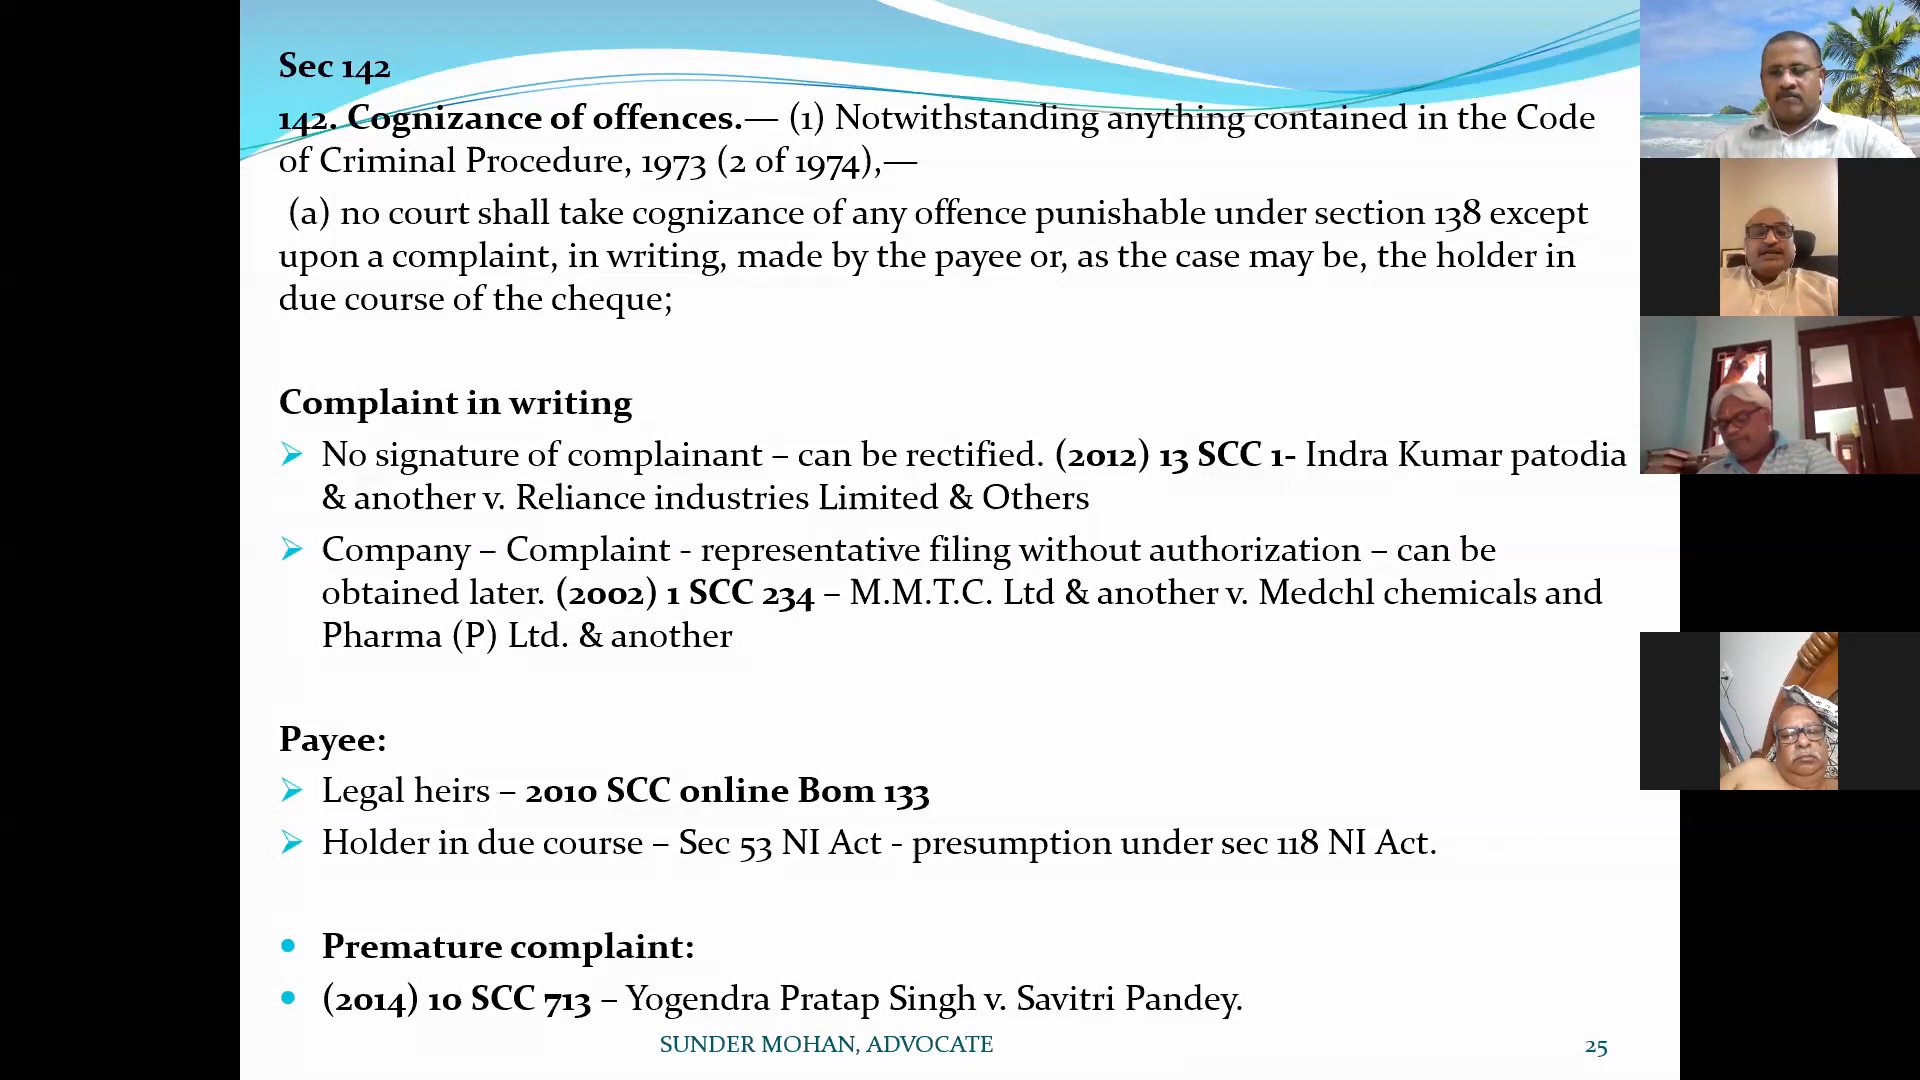 Sec 142
142. Cognizance of offences.— (1) Notwithstanding anything contained in the Code
of Criminal Procedure, 1973 (2 of 1974),—
(a) no court shall take cognizance of any offence punishable under section 138 except
upon a complaint, in writing, made by the payee or, as the case may be, the holder in
due course of the cheque;
Complaint in writing
➢ No signature of complainant – can be rectified. (2012) 13 SCC 1- Indra Kumar patodia
& another v. Reliance industries Limited & Others
➢ Company – Complaint - representative filing without authorization – can be
obtained later. (2002) 1 SCC 234 – M.M.T.C. Ltd & another v. Medchl chemicals and
Pharma (P) Ltd. & another
Payee:
➢ Legal heirs – 2010 SCC online Bom 133
➢ Holder in due course – Sec 53 NI Act - presumption under sec 118 NI Act.
• Premature complaint:
• (2014) 10 SCC 713 – Yogendra Pratap Singh v. Savitri Pandey.
SUNDER MOHAN, ADVOCATE
25